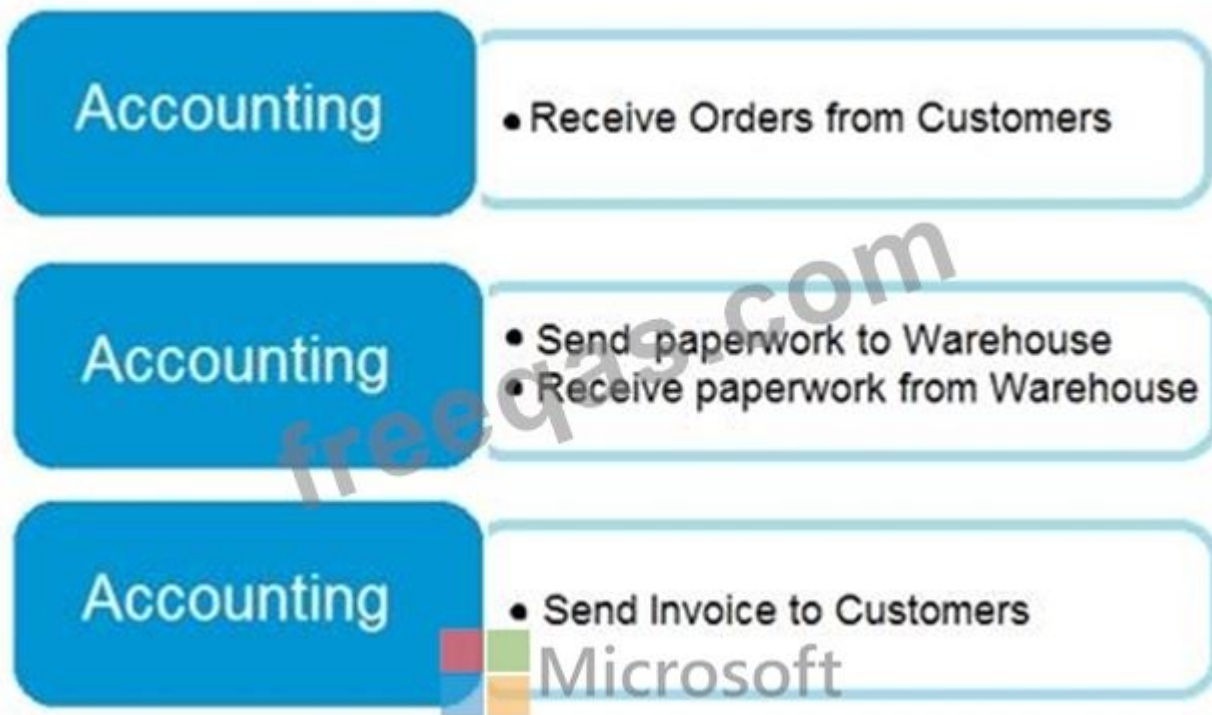 Accounting
• Receive Orders from Customers
Accounting
• Send paperwork to Warehouse
• Receive paperwork from Warehouse
Accounting
• Send Invoice to Customers
freeqas.com
Microsoft